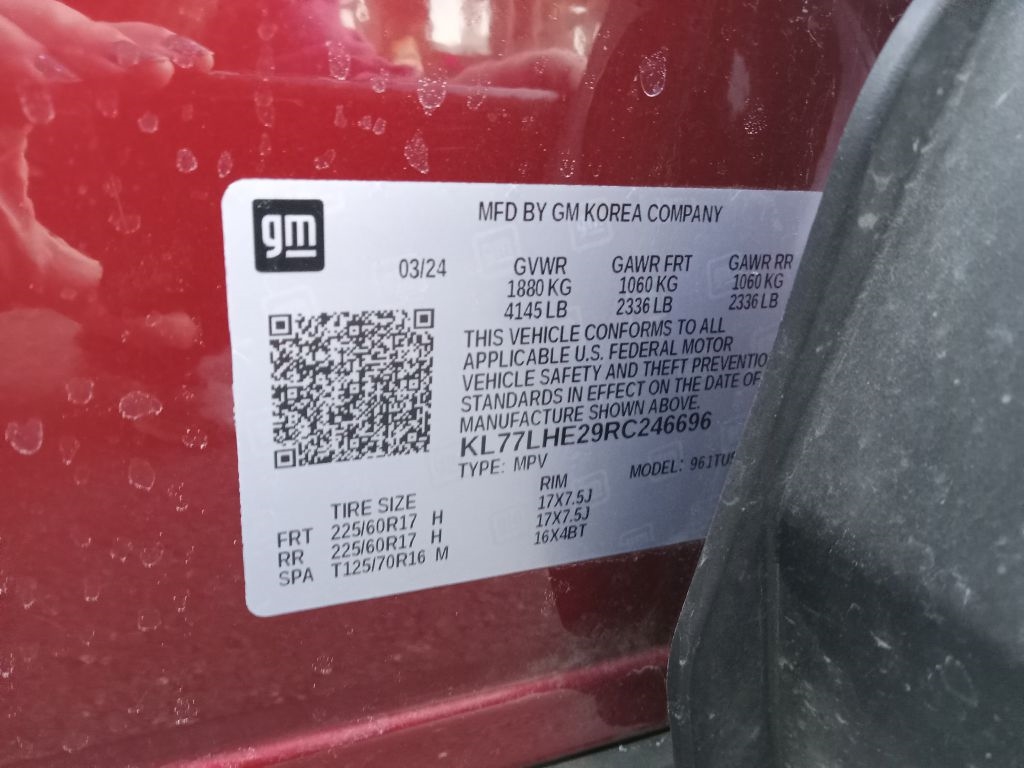 gm
MFD BY GM KOREA COMPANY
03/24
GVWR GAWR FRT GAWR RR
1880 KG 1060 KG 1060 KG
4145 LB 2336 LB 2336 LB
THIS VEHICLE CONFORMS TO ALL
APPLICABLE U.S. FEDERAL MOTOR
VEHICLE SAFETY AND THEFT PREVENTIO
STANDARDS IN EFFECT ON THE DATE OF
MANUFACTURE SHOWN ABOVE.
KL77LHE29RC246696
TYPE: MPV MODEL: 961TUS
TIRE SIZE RIM
FRT 225/60R17 H 17X7.5J
RR 225/60R17 H 17X7.5J
SPA T125/70R16 M 16X4BT